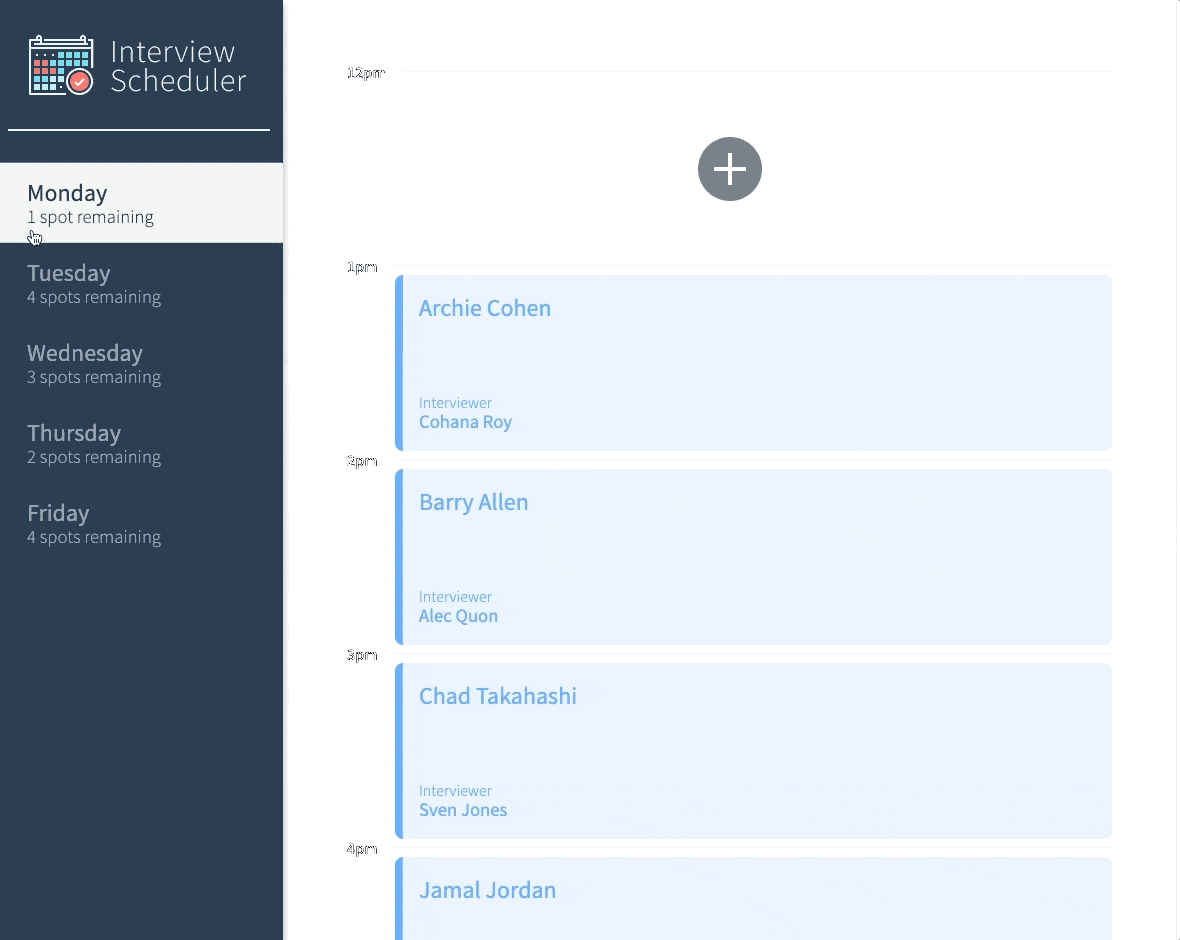 Interview
Scheduler
Monday
1 spot remaining
Tuesday
4 spots remaining
Wednesday
3 spots remaining
Thursday
2 spots remaining
Friday
4 spots remaining
12pm
1pm
Archie Cohen
Interviewer
Cohana Roy
2pm
Barry Allen
Interviewer
Alec Quon
3pm
Chad Takahashi
Interviewer
Sven Jones
4pm
Jamal Jordan